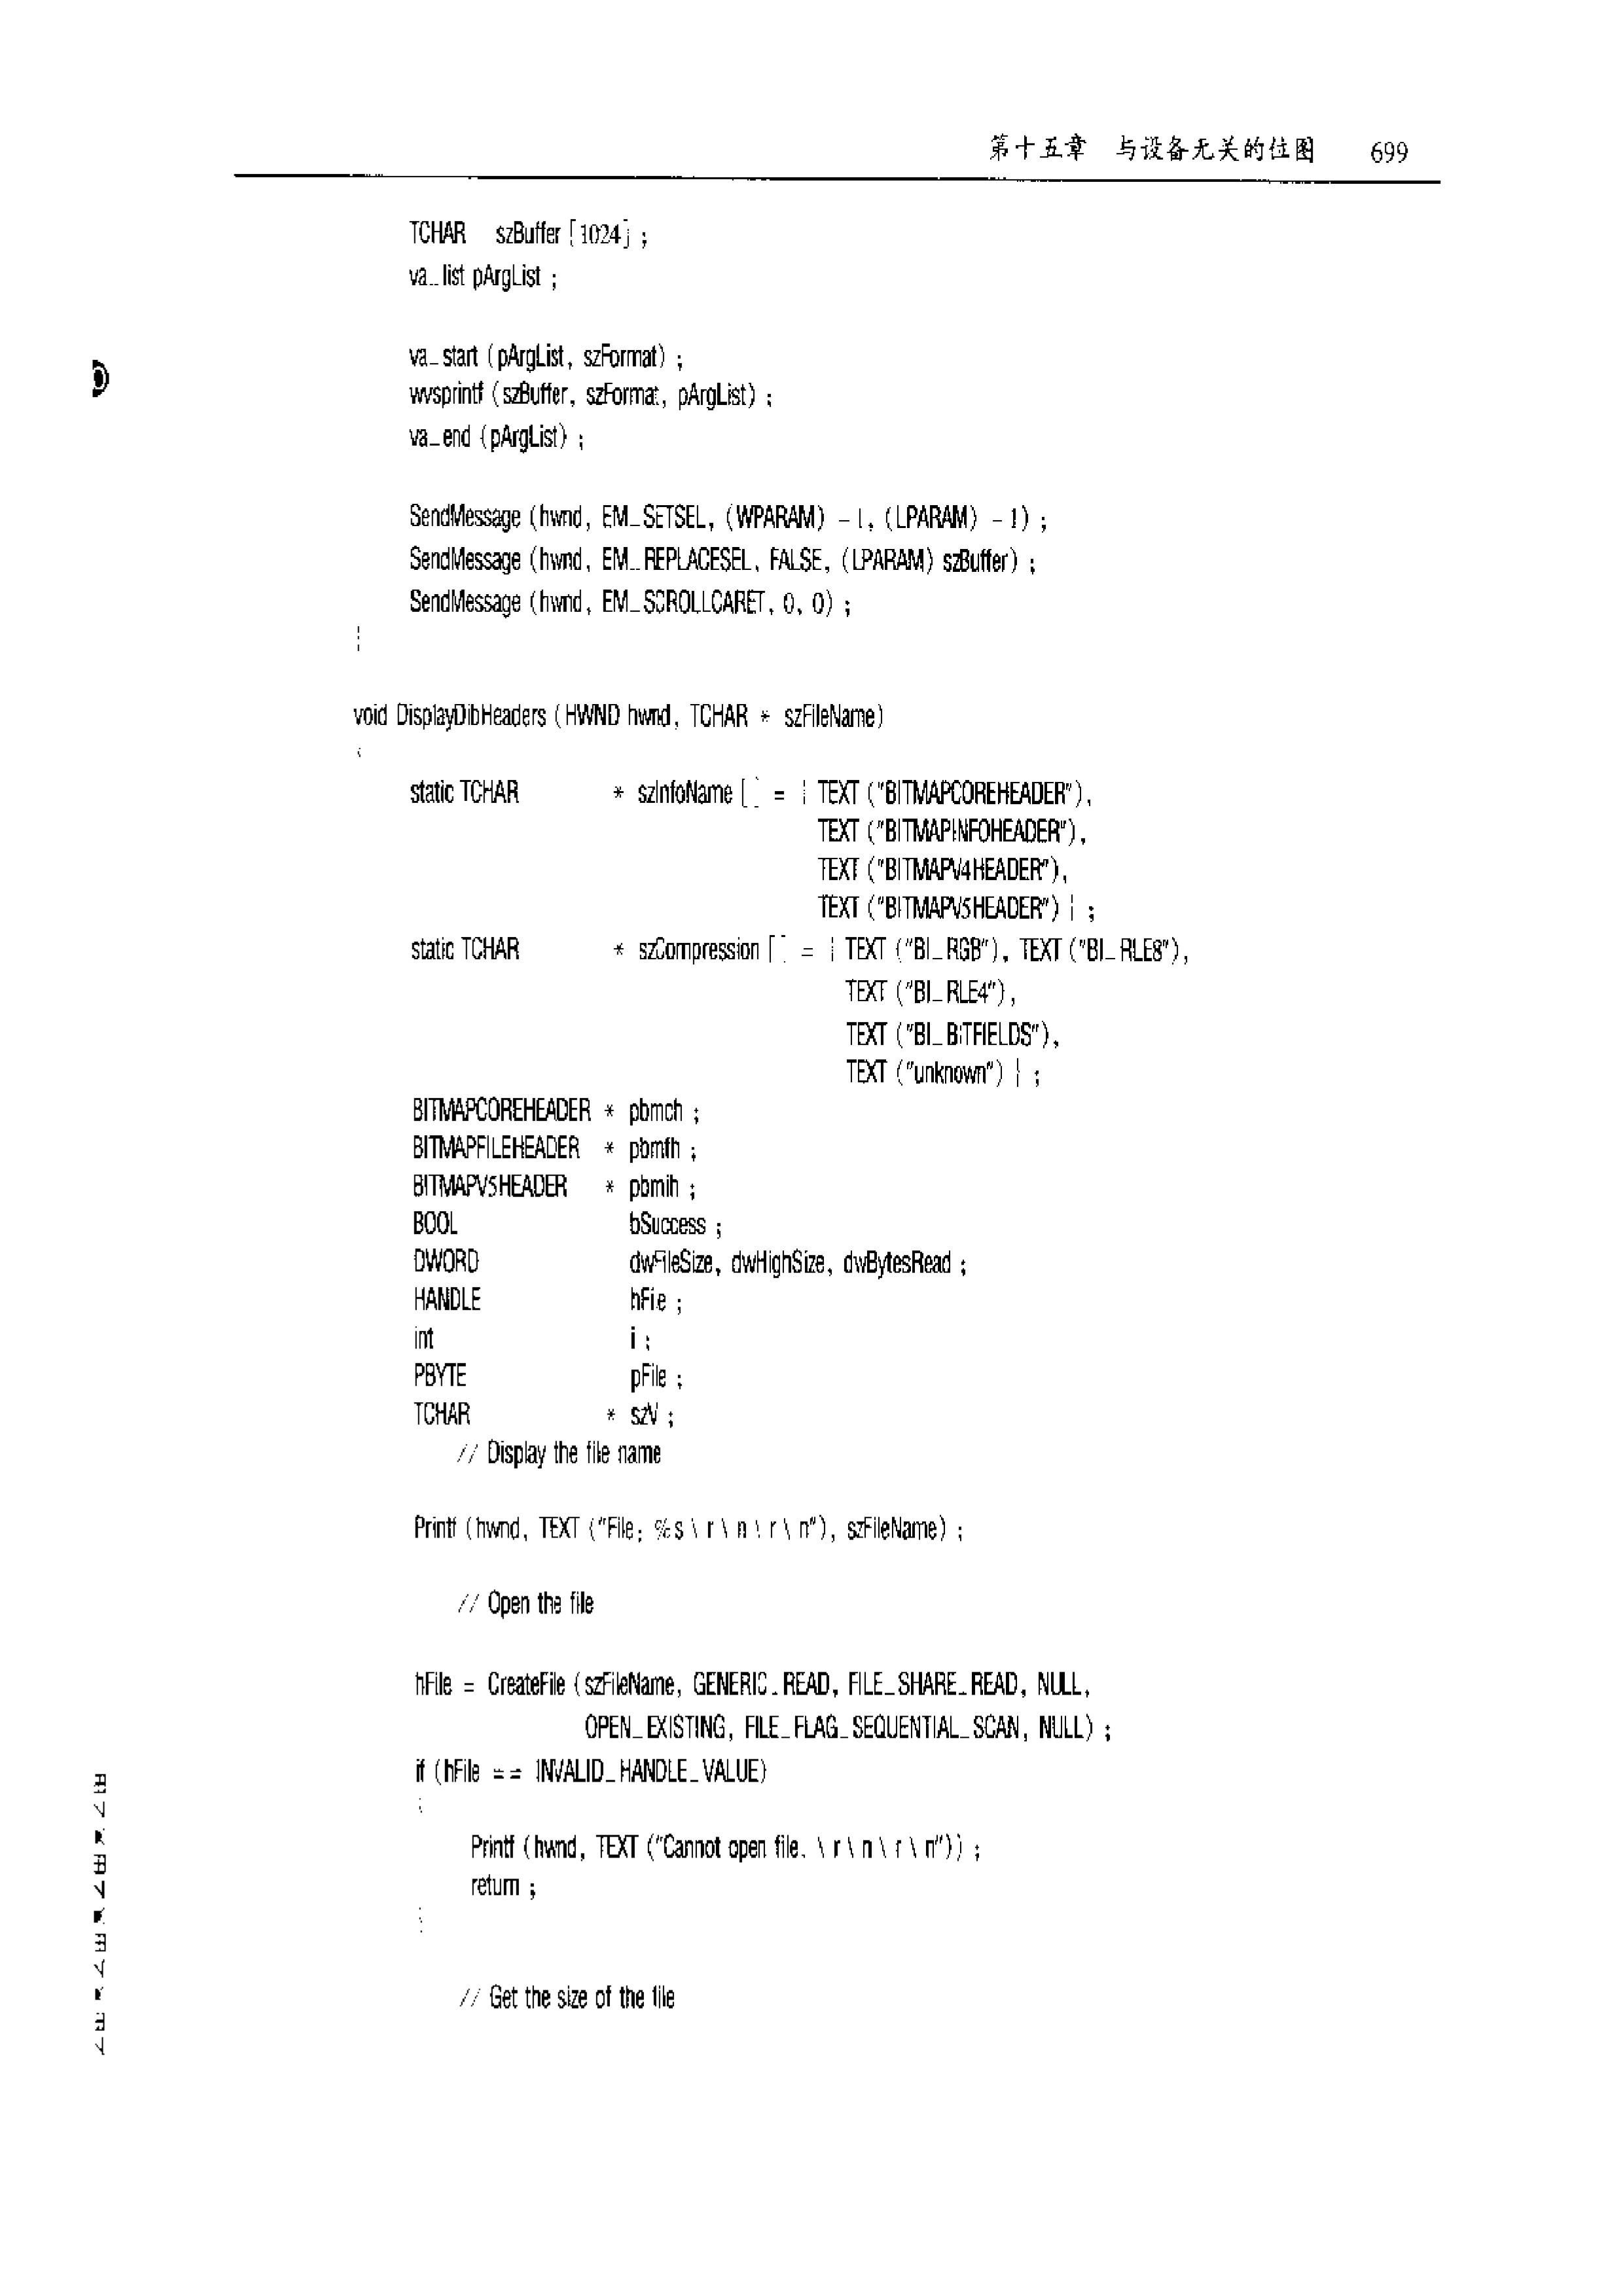 第十五章 与设备无关的位图 699
TCHAR szBuffer [1024] ;
va_list pArgList ;
va_start (pArgList, szFormat) ;
wvsprintf (szBuffer, szFormat, pArgList) ;
va_end (pArgList) ;
SendMessage (hwnd, EM_SETSEL, (WPARAM) -1, (LPARAM) -1) ;
SendMessage (hwnd, EM_REPLACESEL, FALSE, (LPARAM) szBuffer) ;
SendMessage (hwnd, EM_SCROLLCARET, 0, 0) ;
}
void DisplayDibHeaders (HWND hwnd, TCHAR * szFileName)
{
static TCHAR * szInfoName [] = { TEXT ("BITMAPCOREHEADER"),
TEXT ("BITMAPINFOHEADER"),
TEXT ("BITMAPV4HEADER"),
TEXT ("BITMAPV5HEADER") } ;
static TCHAR * szCompression [] = { TEXT ("BI_RGB"), TEXT ("BI_RLE8"),
TEXT ("BI_RLE4"),
TEXT ("BI_BITFIELDS"),
TEXT ("unknown") } ;
BITMAPCOREHEADER * pbmch ;
BITMAPFILEHEADER * pbmfh ;
BITMAPV5HEADER * pbmih ;
BOOL bSuccess ;
DWORD dwFileSize, dwHighSize, dwBytesRead ;
HANDLE hFile ;
int i ;
PBYTE pFile ;
TCHAR * szV ;
// Display the file name
Printf (hwnd, TEXT ("File: %s\r\n\r\n"), szFileName) ;
// Open the file
hFile = CreateFile (szFileName, GENERIC_READ, FILE_SHARE_READ, NULL,
OPEN_EXISTING, FILE_FLAG_SEQUENTIAL_SCAN, NULL) ;
if (hFile == INVALID_HANDLE_VALUE)
{
Printf (hwnd, TEXT ("Cannot open file.\r\n\r\n")) ;
return ;
}
// Get the size of the file